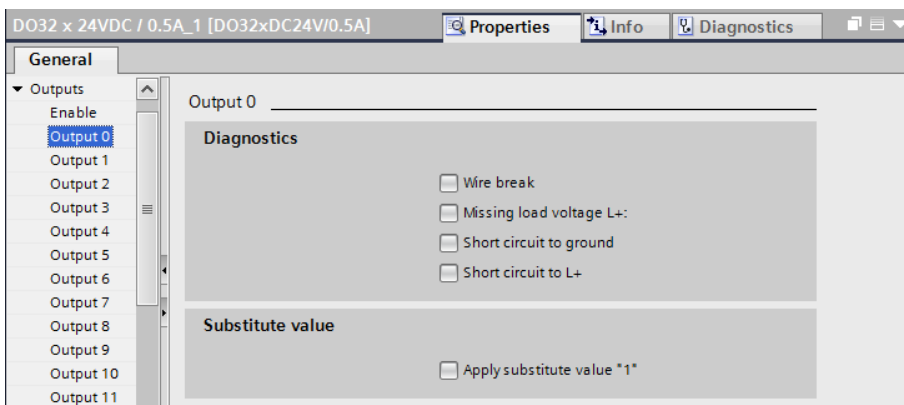 DO32 x 24VDC / 0.5A_1 [DO32xDC24V/0.5A]
Properties
Info
Diagnostics
General
Outputs
Enable
Output 0
Output 1
Output 2
Output 3
Output 4
Output 5
Output 6
Output 7
Output 8
Output 9
Output 10
Output 11
Output 0
Diagnostics
Wire break
Missing load voltage L+:
Short circuit to ground
Short circuit to L+
Substitute value
Apply substitute value "1"